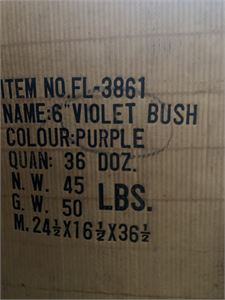 ITEM NO.FL-3861
NAME:6" VIOLET BUSH
COLOUR:PURPLE
QUAN: 36 DOZ.
N. W. 45
G. W. 50 LBS.
M. 24½X16½X36½